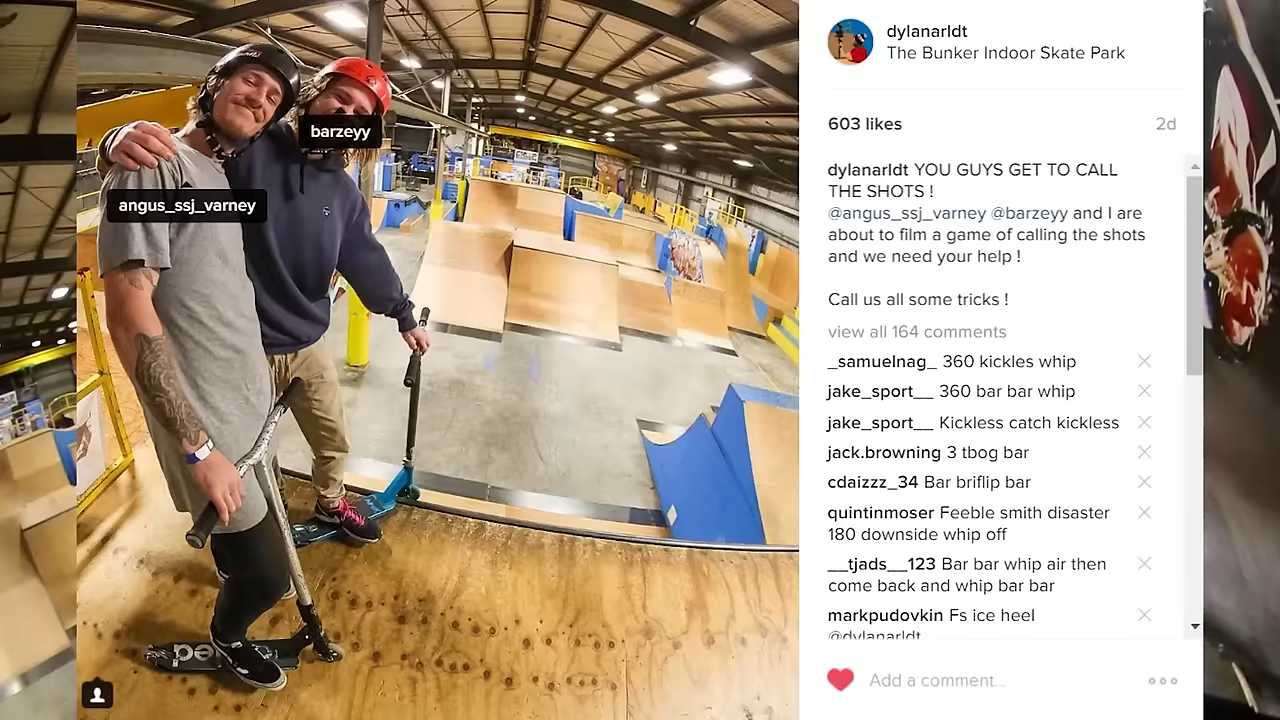 barzeyy
angus_ssj_varney
dylanarldt
The Bunker Indoor Skate Park
603 likes 2d
dylanarldt YOU GUYS GET TO CALL
THE SHOTS !
@angus_ssj_varney @barzeyy and I are
about to film a game of calling the shots
and we need your help !
Call us all some tricks !
view all 164 comments
_samuelnag_ 360 kickles whip
jake_sport__ 360 bar bar whip
jake_sport__ Kickless catch kickless
jack.browning 3 tbog bar
cdaizzz_34 Bar briflip bar
quintinmoser Feeble smith disaster
180 downside whip off
__tjads__123 Bar bar whip air then
come back and whip bar bar
markpudovkin Fs ice heel
@dylanarldt
Add a comment...